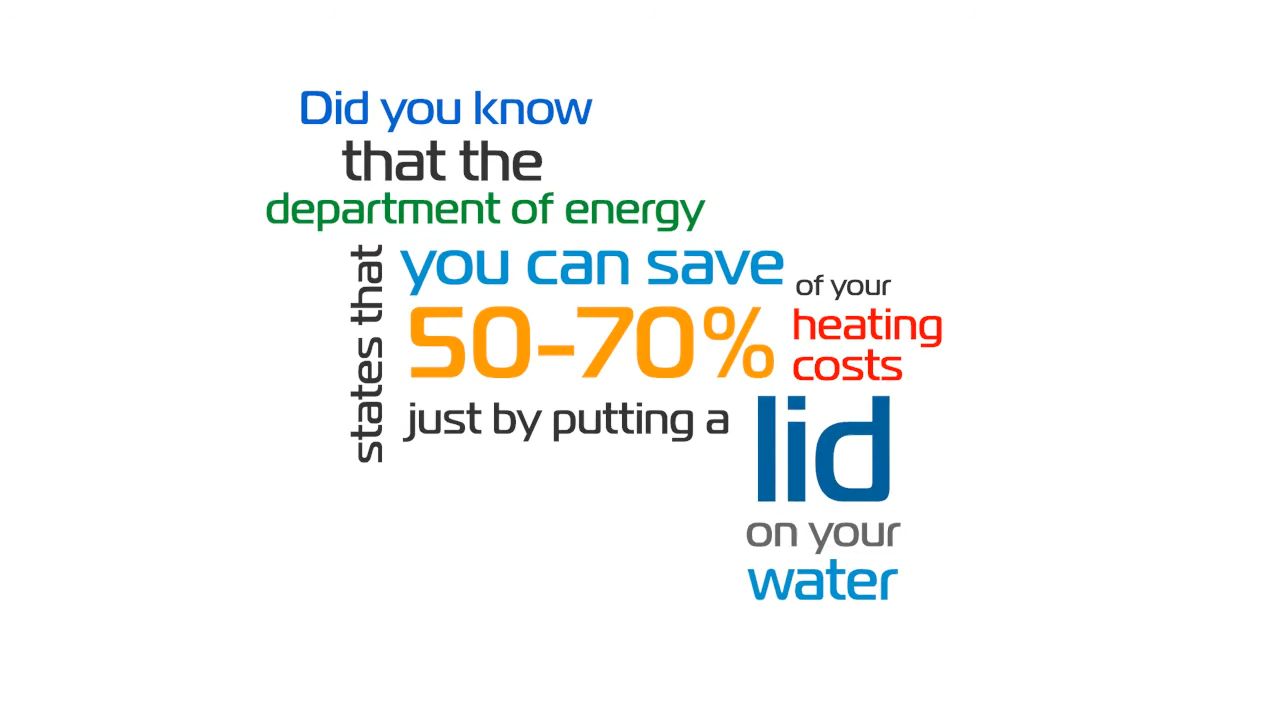 Did you know
that the
department of energy
states that
you can save
50-70%
of your
heating
costs
just by putting a
lid
on your
water